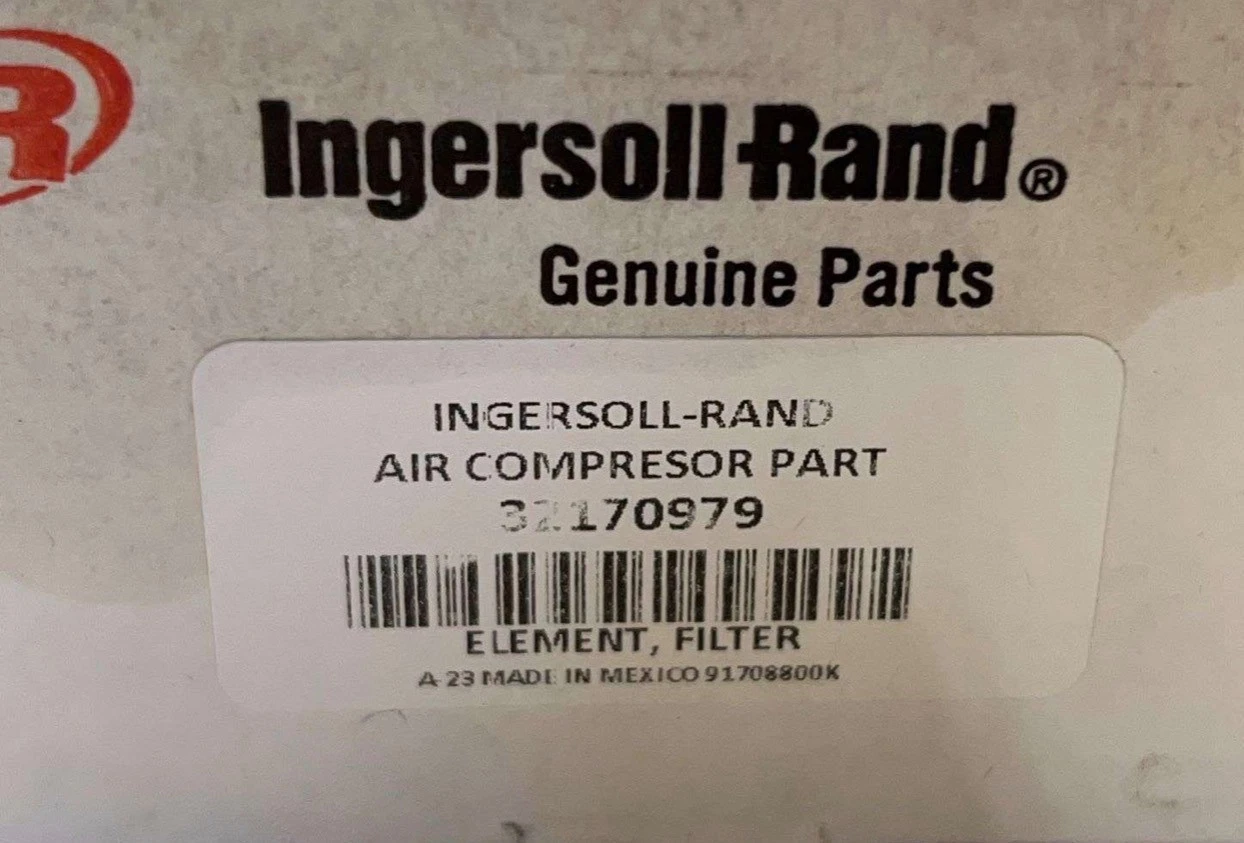 R
Ingersoll-Rand®
Genuine Parts
INGERSOLL-RAND
AIR COMPRESOR PART
32170979
ELEMENT, FILTER
A-23 MADE IN MEXICO 91708800K